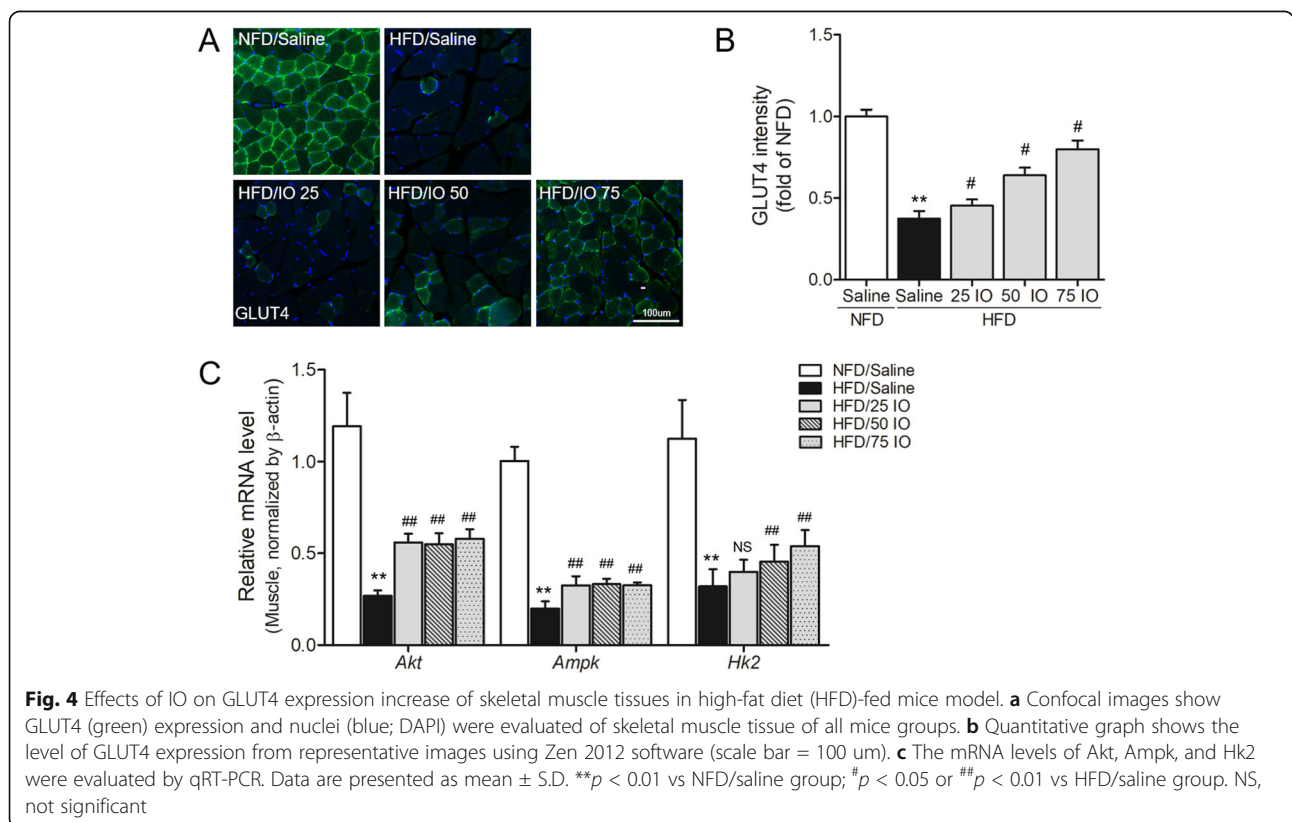 A
NFD/Saline
HFD/Saline
HFD/IO 25
HFD/IO 50
HFD/IO 75
GLUT4
100um
B
GLUT4 intensity
(fold of NFD)
1.5
1.0
0.5
0.0
**
#
#
#
Saline Saline 25 IO 50 IO 75 IO
NFD HFD
C
Relative mRNA level
(Muscle, normalized by β-actin)
1.5
1.0
0.5
0.0
**
##
##
##
**
##
##
##
**
NS
##
##
Akt Ampk Hk2
NFD/Saline
HFD/Saline
HFD/25 IO
HFD/50 IO
HFD/75 IO
Fig. 4 Effects of IO on GLUT4 expression increase of skeletal muscle tissues in high-fat diet (HFD)-fed mice model. a Confocal images show
GLUT4 (green) expression and nuclei (blue; DAPI) were evaluated of skeletal muscle tissue of all mice groups. b Quantitative graph shows the
level of GLUT4 expression from representative images using Zen 2012 software (scale bar = 100 um). c The mRNA levels of Akt, Ampk, and Hk2
were evaluated by qRT-PCR. Data are presented as mean ± S.D. **p < 0.01 vs NFD/saline group; #p < 0.05 or ##p < 0.01 vs HFD/saline group. NS,
not significant